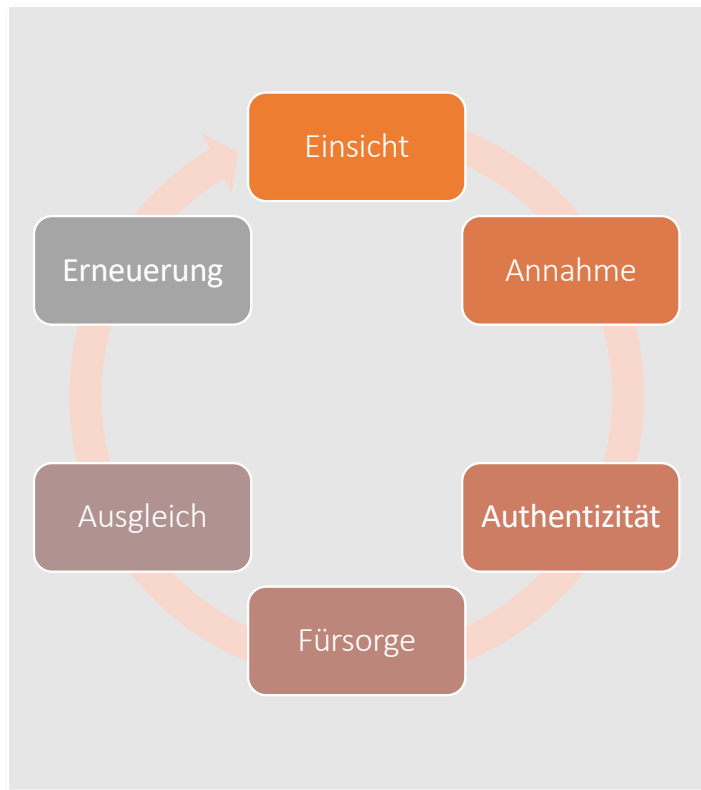 Einsicht
Annahme
Authentizität
Fürsorge
Ausgleich
Erneuerung